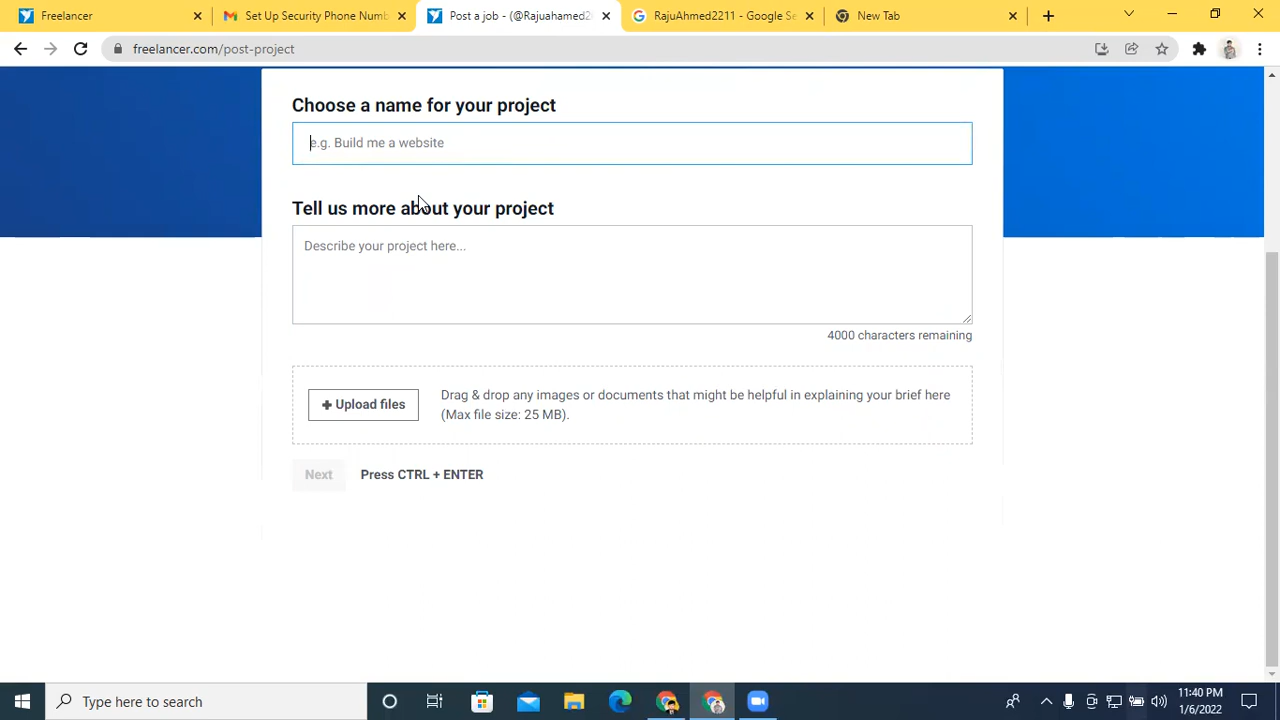 Freelancer
Set Up Security Phone Numb
Post a job - (@Rajuahamed2
RajuAhmed2211 - Google Se
New Tab
freelancer.com/post-project
Choose a name for your project
e.g. Build me a website
Tell us more about your project
Describe your project here...
4000 characters remaining
+ Upload files
Drag & drop any images or documents that might be helpful in explaining your brief here
(Max file size: 25 MB).
Next
Press CTRL + ENTER
Type here to search
11:40 PM
1/6/2022